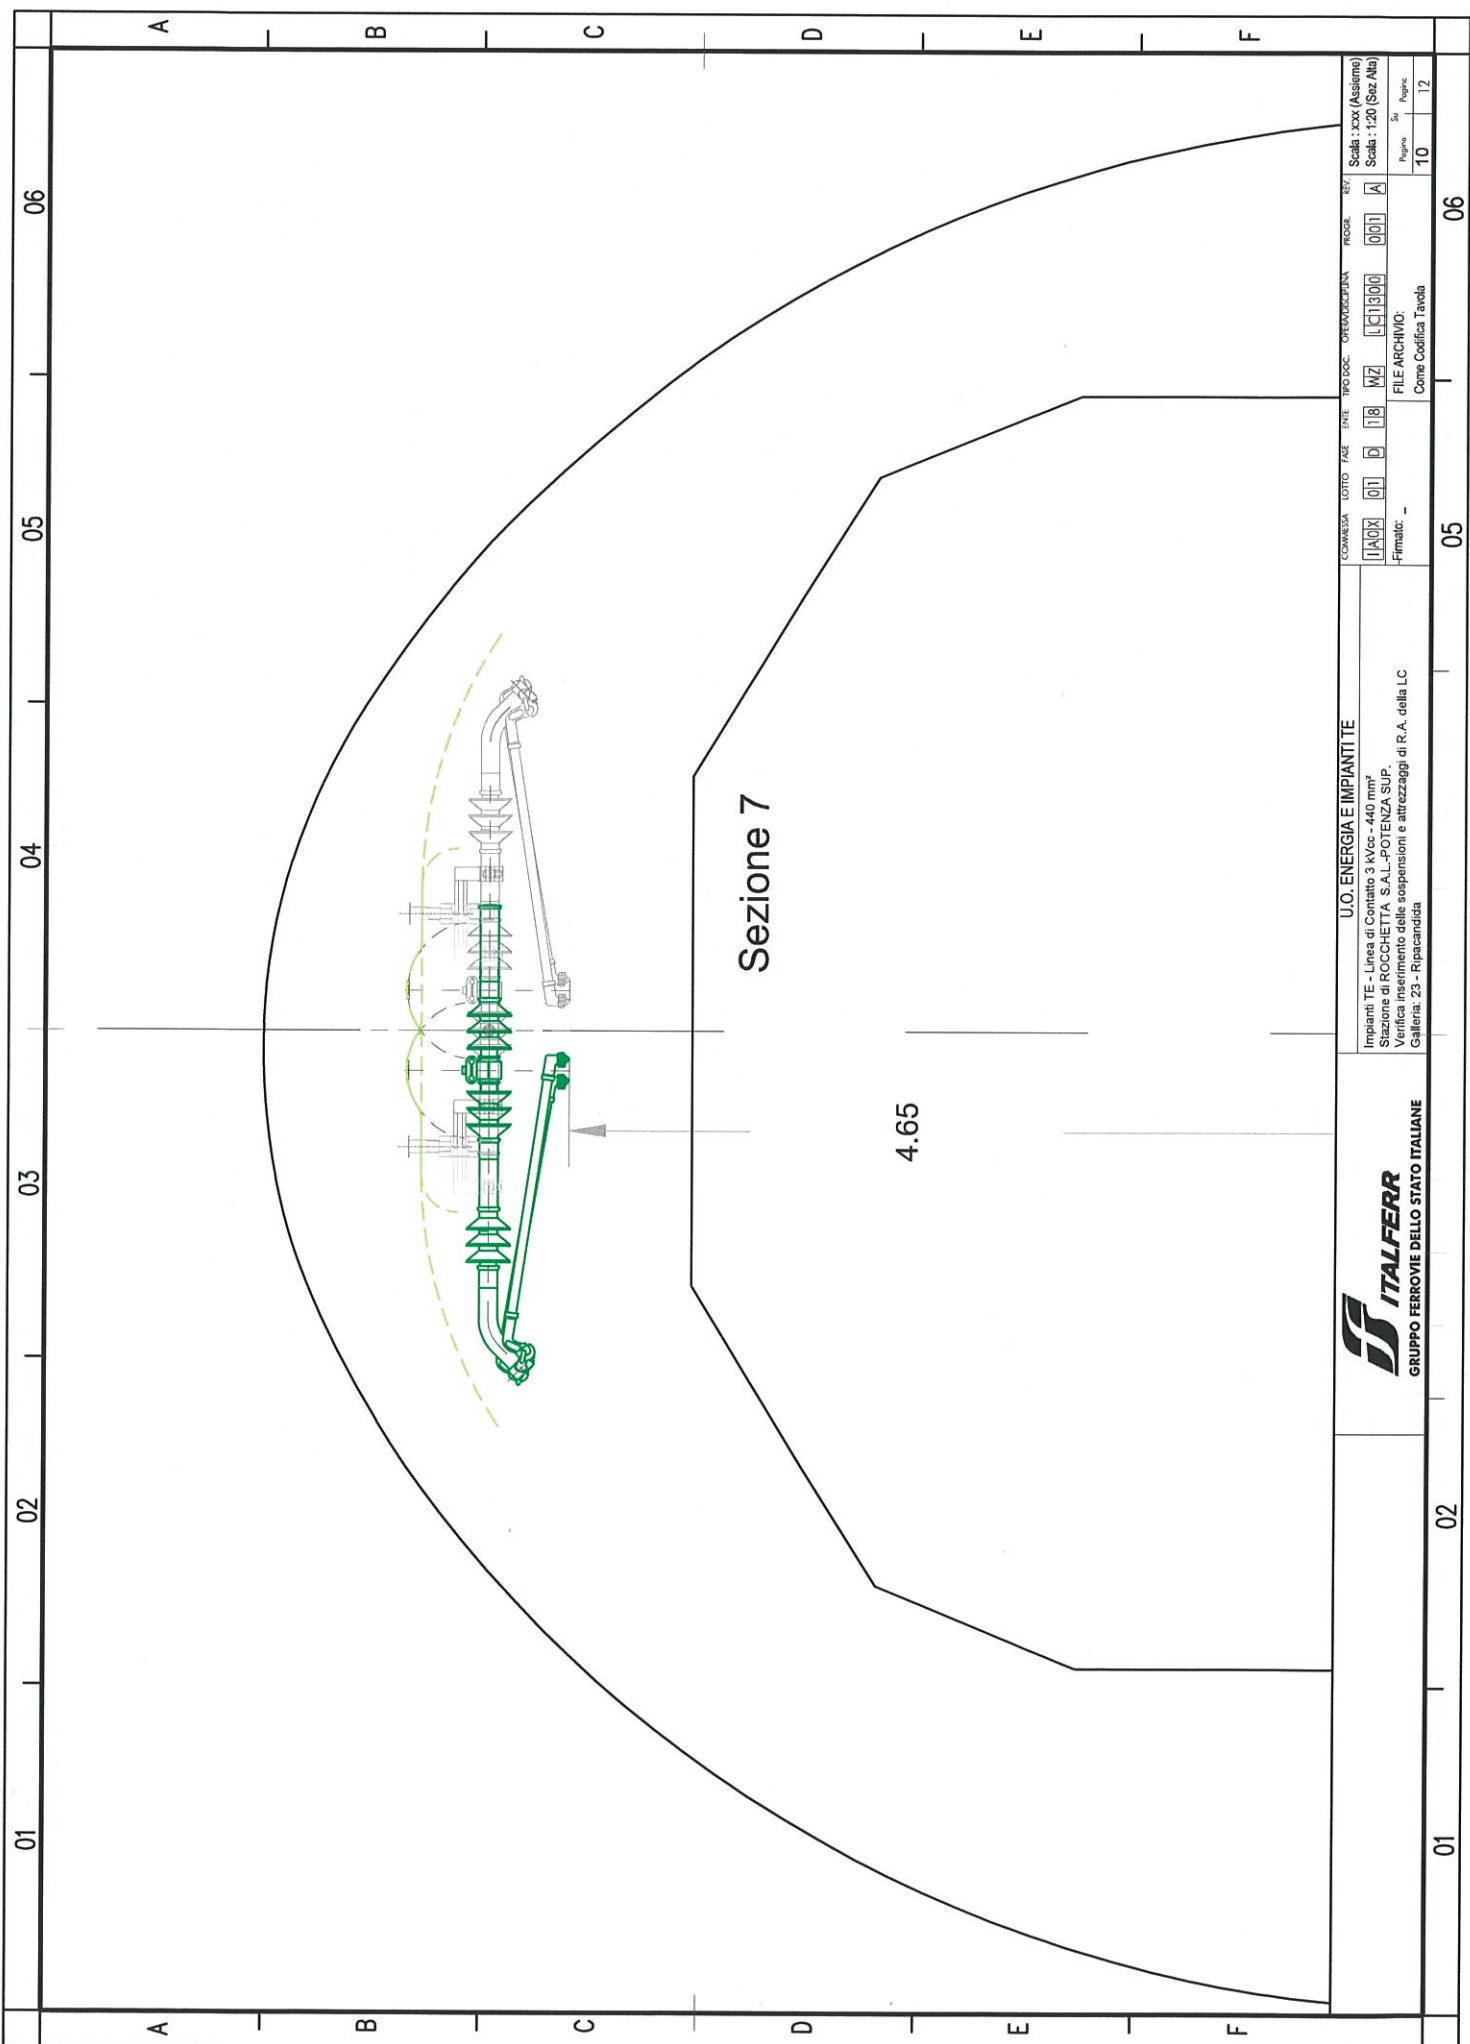 01
02
03
04
05
06
A
A
B
B
C
C
D
D
E
E
F
F
Sezione 7
4.65
ITALFERR
GRUPPO FERROVIE DELLO STATO ITALIANE
U.O. ENERGIA E IMPIANTI TE
Impianti TE - Linea di Contatto 3 kVcc - 440 mm²
Stazione di ROCCHETTA S.A.L.-POTENZA SUP.
Verifica inserimento delle sospensioni e attrezzaggi di R.A. della LC
Galleria: 23 - Ripacandida
COMMESSA LOTTO FASE ENTE TIPO DOC. OPERA/DISCIPLINA PROGR. REV.
IA0X 01 D 18 WZ LC1300 001 A
Scala : x:xx (Assieme)
Scala : 1:20 (Sez Alta)
Firmato: _
FILE ARCHIVIO:
Come Codifica Tavola
Pagina Su Pagine
10 12
01
02
05
06